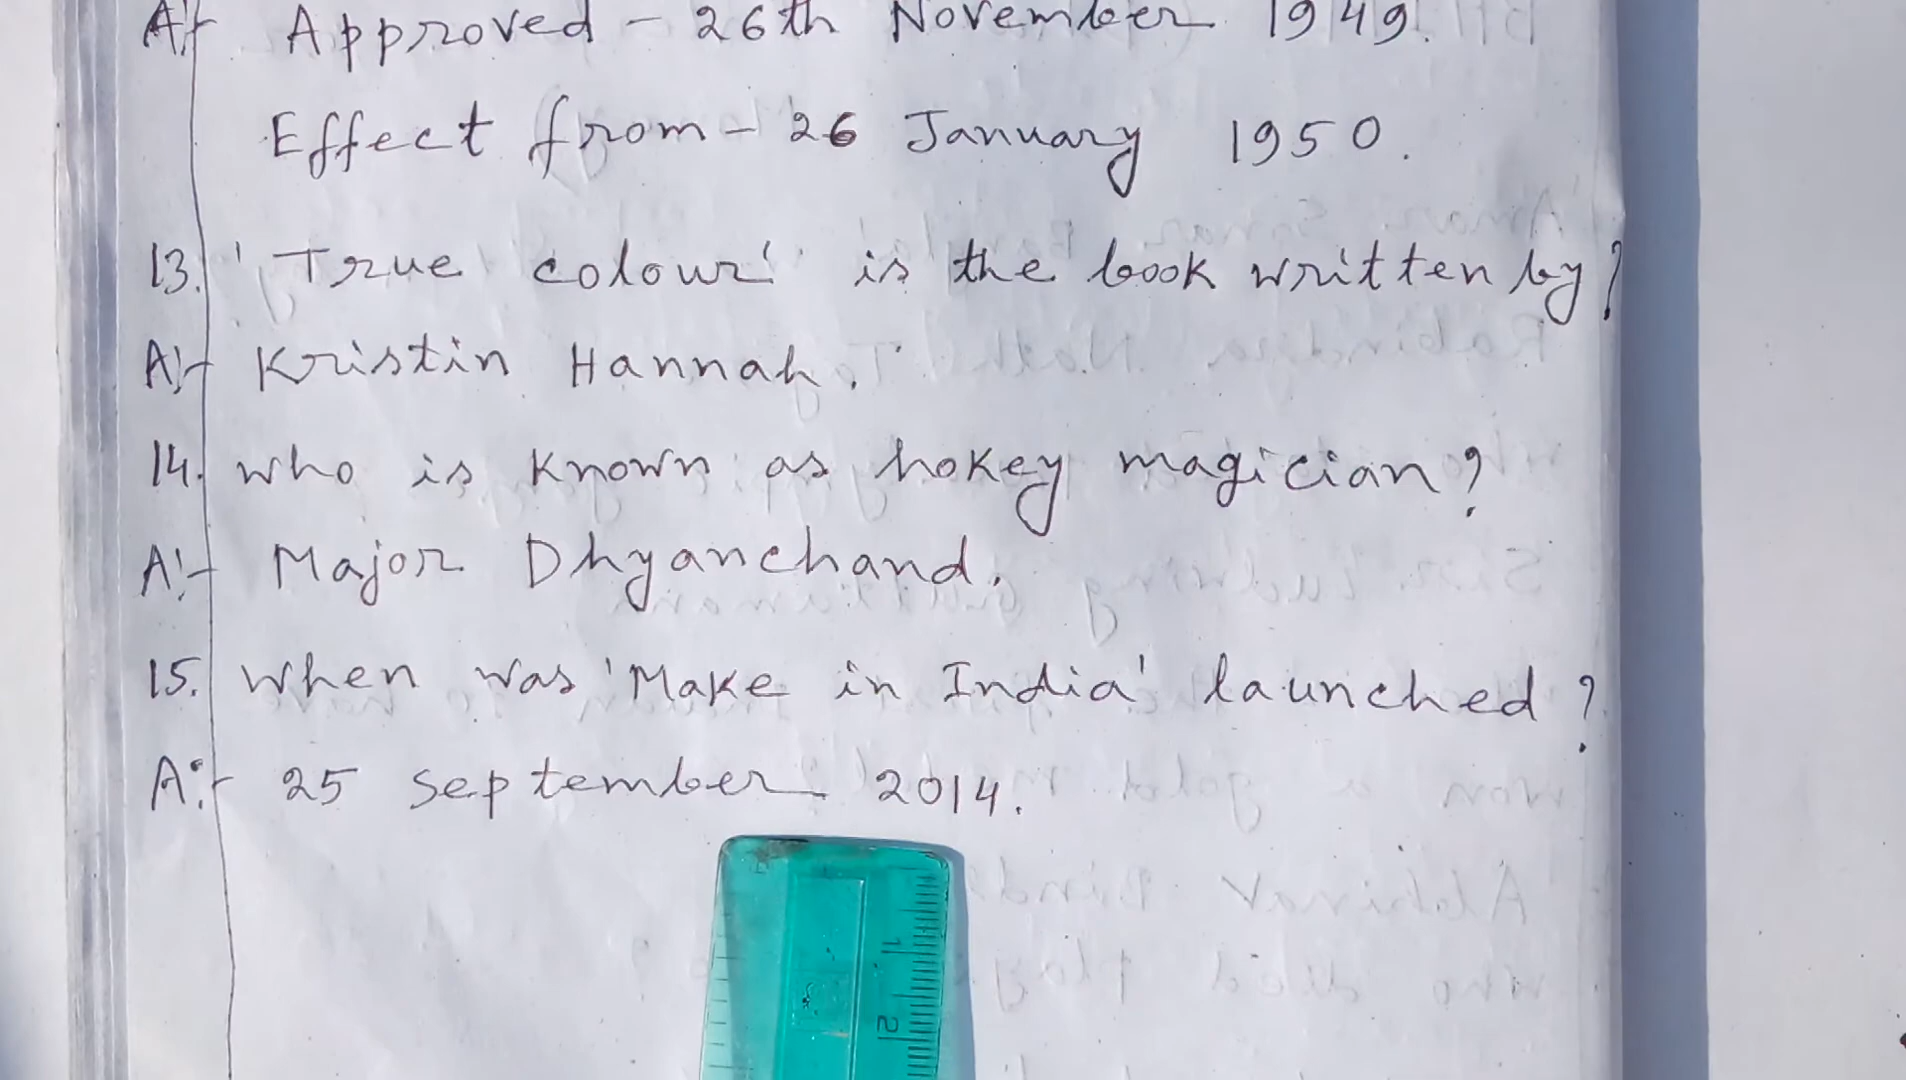 A:- Approved - 26th November 1949.
Effect from - 26 January 1950.
13. 'True colour' is the book written by?
A:- Kristin Hannah.
14. who is known as hokey magician?
A:- Major Dhyanchand.
15. when was 'Make in India' launched?
A:- 25 september 2014.
1
2